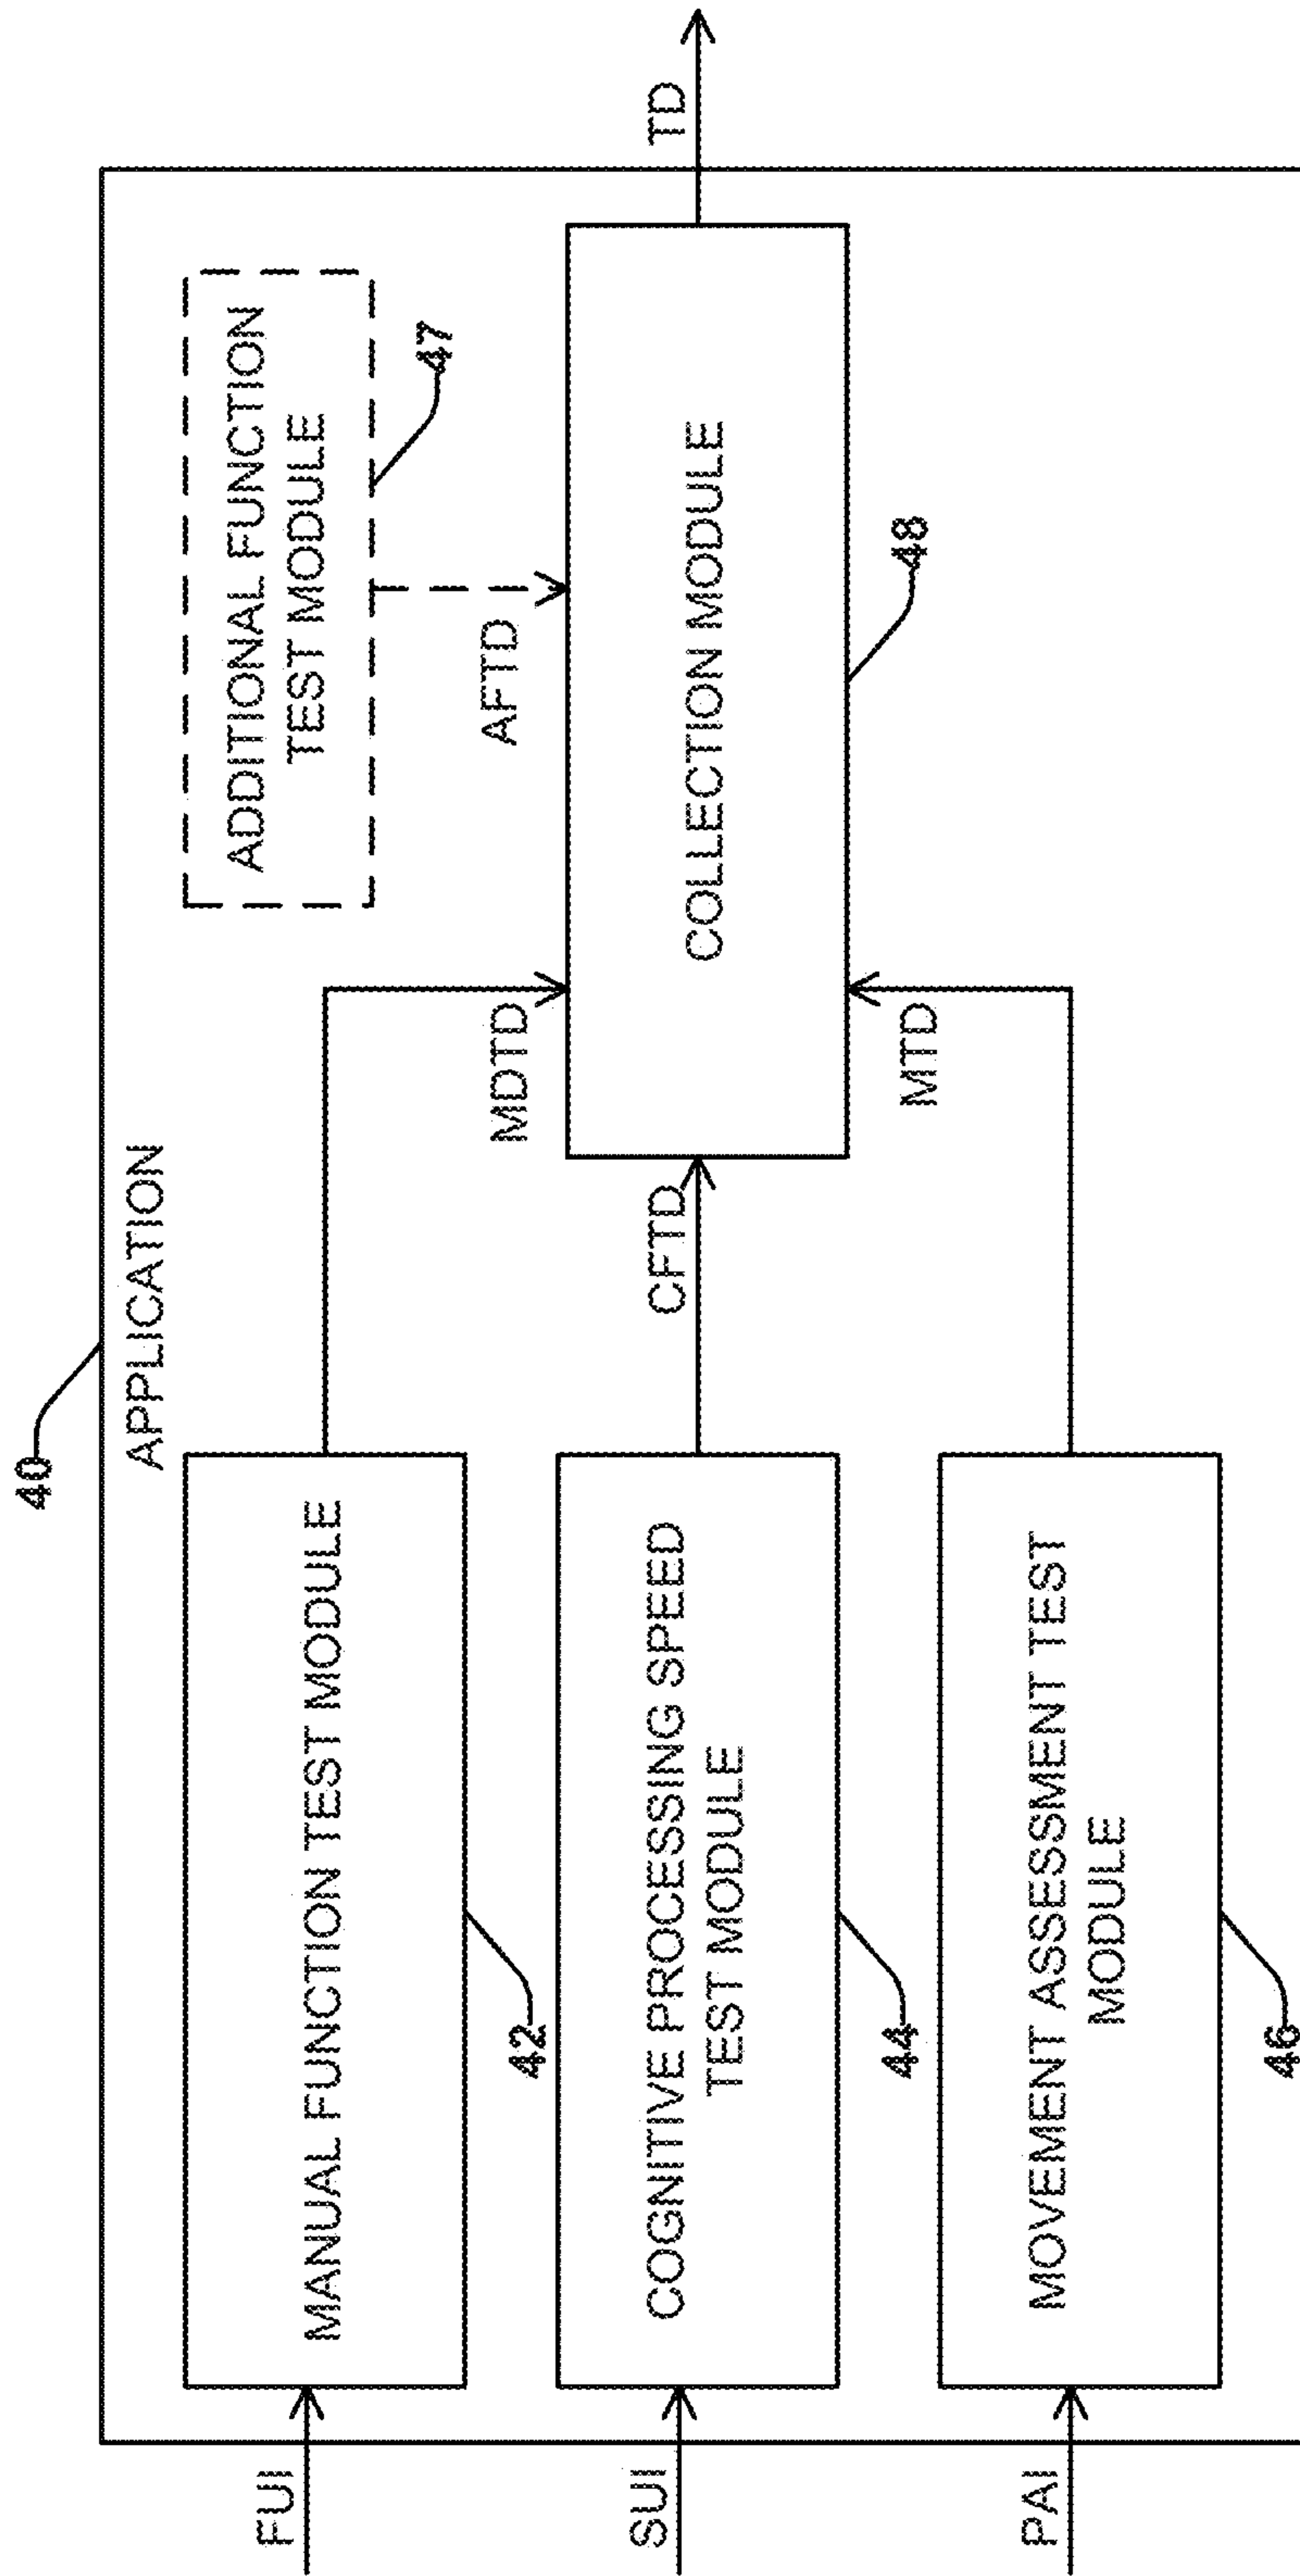 40
APPLICATION
FUI
MANUAL FUNCTION TEST MODULE
42
MDTD
ADDITIONAL FUNCTION
TEST MODULE
47
AFTD
SUI
COGNITIVE PROCESSING SPEED
TEST MODULE
44
CFTD
COLLECTION MODULE
48
TD
PAI
MOVEMENT ASSESSMENT TEST
MODULE
46
MTD